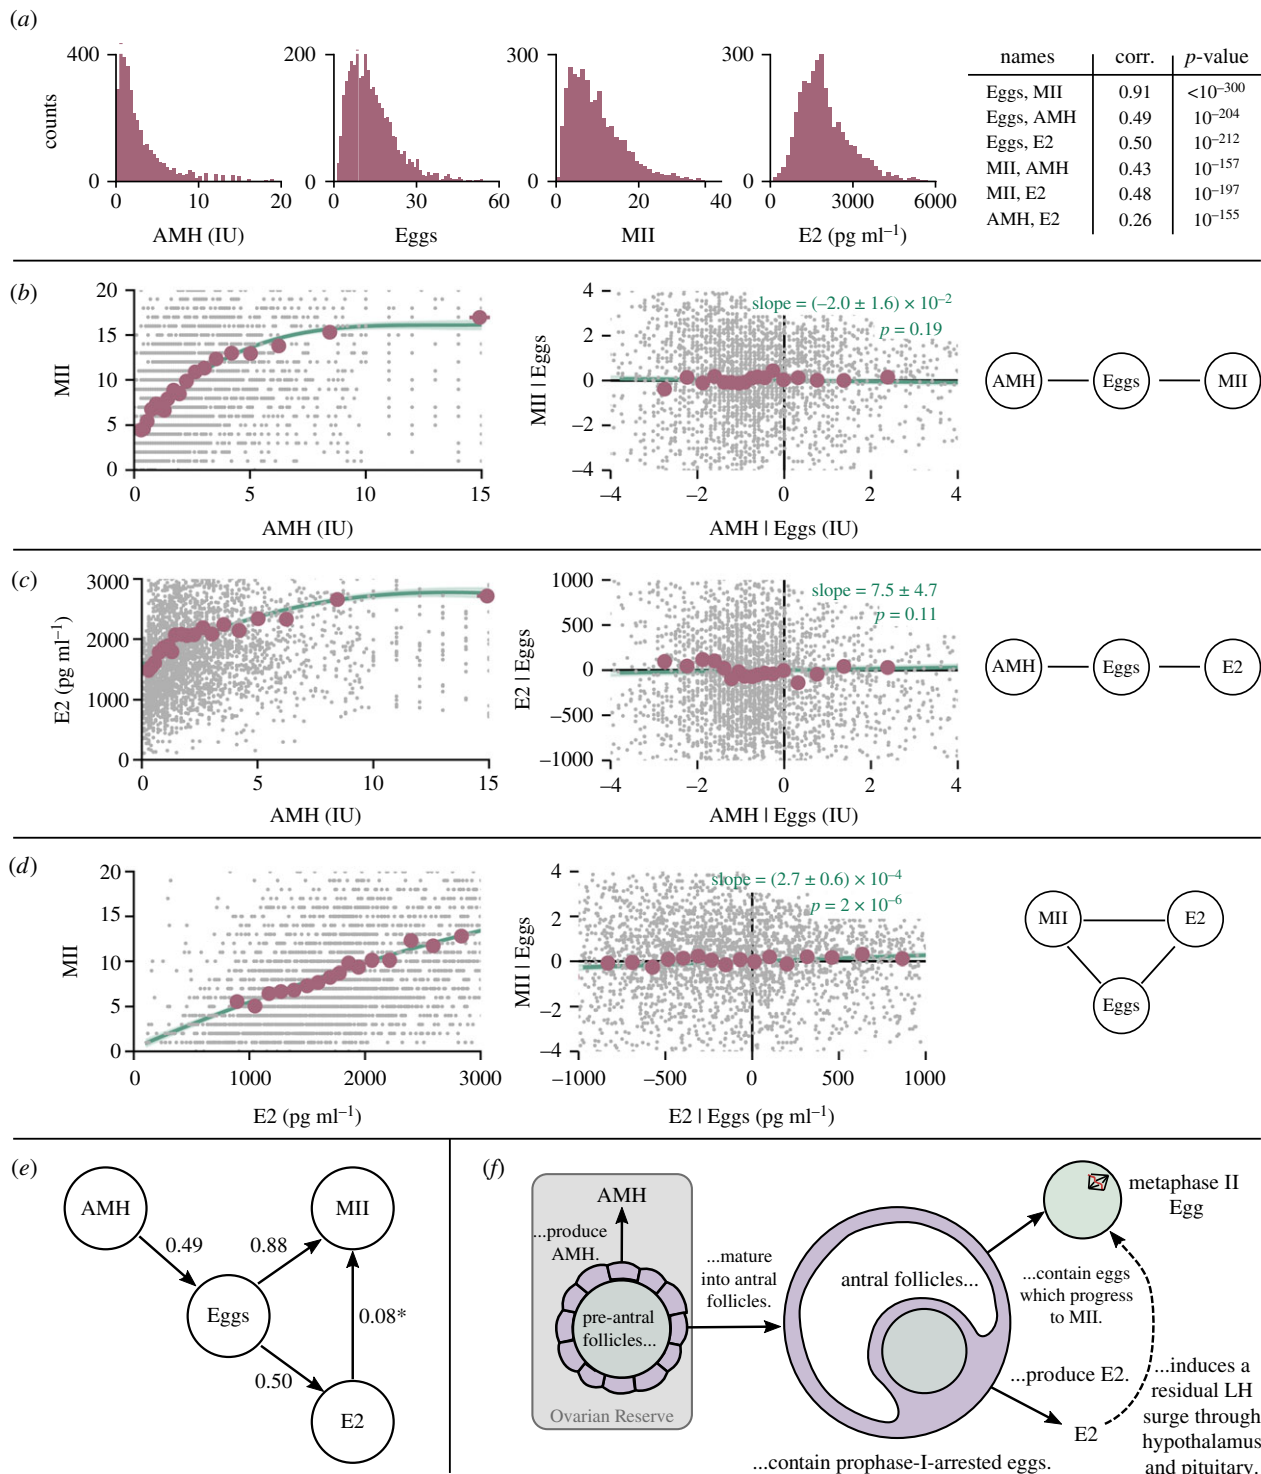 (a)
400
0
counts
0 10 20
AMH (IU)
200
0
0 30 60
Eggs
300
0
0 20 40
MII
300
0
0 3000 6000
E2 (pg ml⁻¹)
names corr. p-value
Eggs, MII 0.91 <10⁻³⁰⁰
Eggs, AMH 0.49 10⁻²⁰⁴
Eggs, E2 0.50 10⁻²¹²
MII, AMH 0.43 10⁻¹⁵⁷
MII, E2 0.48 10⁻¹⁹⁷
AMH, E2 0.26 10⁻¹⁵⁵
(b)
20
15
10
5
0
MII
0 5 10 15
AMH (IU)
4
2
0
–2
–4
MII | Eggs
slope = (–2.0 ± 1.6) × 10⁻²
p = 0.19
–4 –2 0 2 4
AMH | Eggs (IU)
AMH Eggs MII
(c)
3000
2000
1000
0
E2 (pg ml⁻¹)
0 5 10 15
AMH (IU)
1000
500
0
–500
–1000
E2 | Eggs
slope = 7.5 ± 4.7
p = 0.11
–4 –2 0 2 4
AMH | Eggs (IU)
AMH Eggs E2
(d)
20
15
10
5
0
MII
0 1000 2000 3000
E2 (pg ml⁻¹)
4
2
0
–2
–4
MII | Eggs
slope = (2.7 ± 0.6) × 10⁻⁴
p = 2 × 10⁻⁶
–1000 –500 0 500 1000
E2 | Eggs (pg ml⁻¹)
MII E2
Eggs
(e)
AMH MII
0.49 0.88
Eggs 0.08*
0.50
E2
(f)
AMH
...produce
AMH.
pre-antral
follicles...
Ovarian Reserve
...mature
into antral
follicles.
antral follicles...
...contain prophase-I-arrested eggs.
metaphase II
Egg
...contain eggs
which progress
to MII.
...produce E2.
E2
...induces a
residual LH
surge through
hypothalamus
and pituitary.